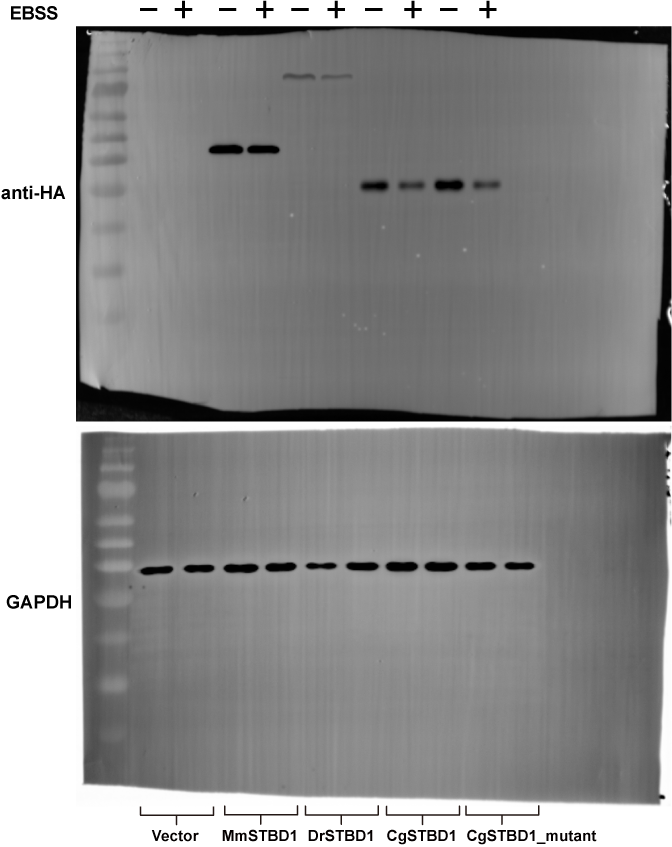 EBSS − + − + − + − + − +
anti-HA
GAPDH
Vector MmSTBD1 DrSTBD1 CgSTBD1 CgSTBD1_mutant